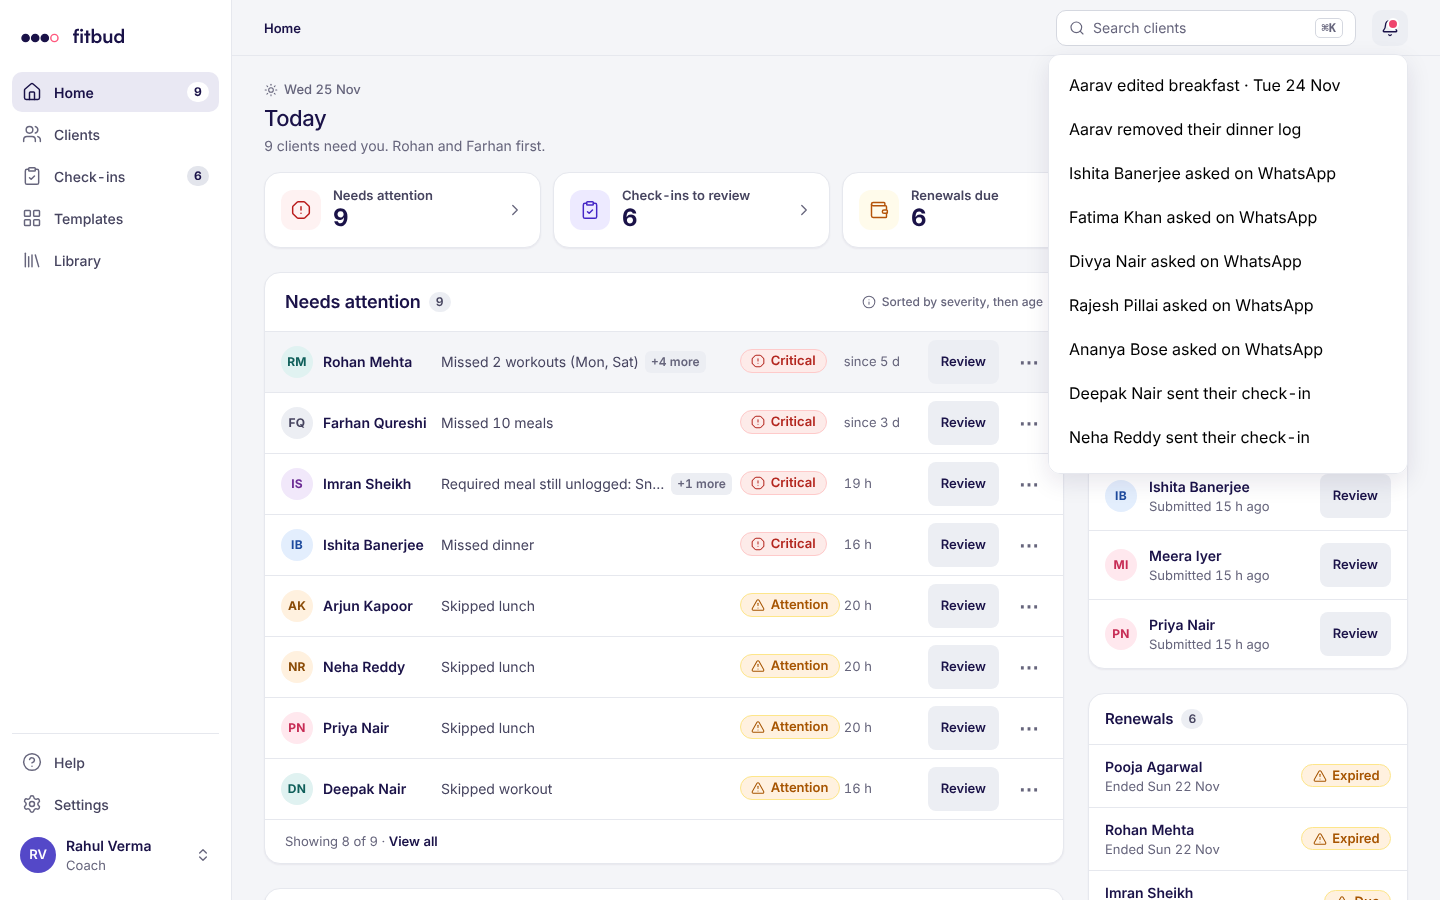 fitbud
Home 9
Clients
Check-ins 6
Templates
Library
Help
Settings
RV Rahul Verma
Coach
Home
Search clients ⌘K
Wed 25 Nov
Today
9 clients need you. Rohan and Farhan first.
Needs attention
9
Check-ins to review
6
Renewals due
6
Needs attention 9
Sorted by severity, then age
RM Rohan Mehta Missed 2 workouts (Mon, Sat) +4 more Critical since 5 d Review
FQ Farhan Qureshi Missed 10 meals Critical since 3 d Review
IS Imran Sheikh Required meal still unlogged: Sn... +1 more Critical 19 h Review
IB Ishita Banerjee Missed dinner Critical 16 h Review
AK Arjun Kapoor Skipped lunch Attention 20 h Review
NR Neha Reddy Skipped lunch Attention 20 h Review
PN Priya Nair Skipped lunch Attention 20 h Review
DN Deepak Nair Skipped workout Attention 16 h Review
Showing 8 of 9 · View all
Aarav edited breakfast · Tue 24 Nov
Aarav removed their dinner log
Ishita Banerjee asked on WhatsApp
Fatima Khan asked on WhatsApp
Divya Nair asked on WhatsApp
Rajesh Pillai asked on WhatsApp
Ananya Bose asked on WhatsApp
Deepak Nair sent their check-in
Neha Reddy sent their check-in
IB Ishita Banerjee Review
Submitted 15 h ago
MI Meera Iyer Review
Submitted 15 h ago
PN Priya Nair Review
Submitted 15 h ago
Renewals 6
Pooja Agarwal Expired
Ended Sun 22 Nov
Rohan Mehta Expired
Ended Sun 22 Nov
Imran Sheikh